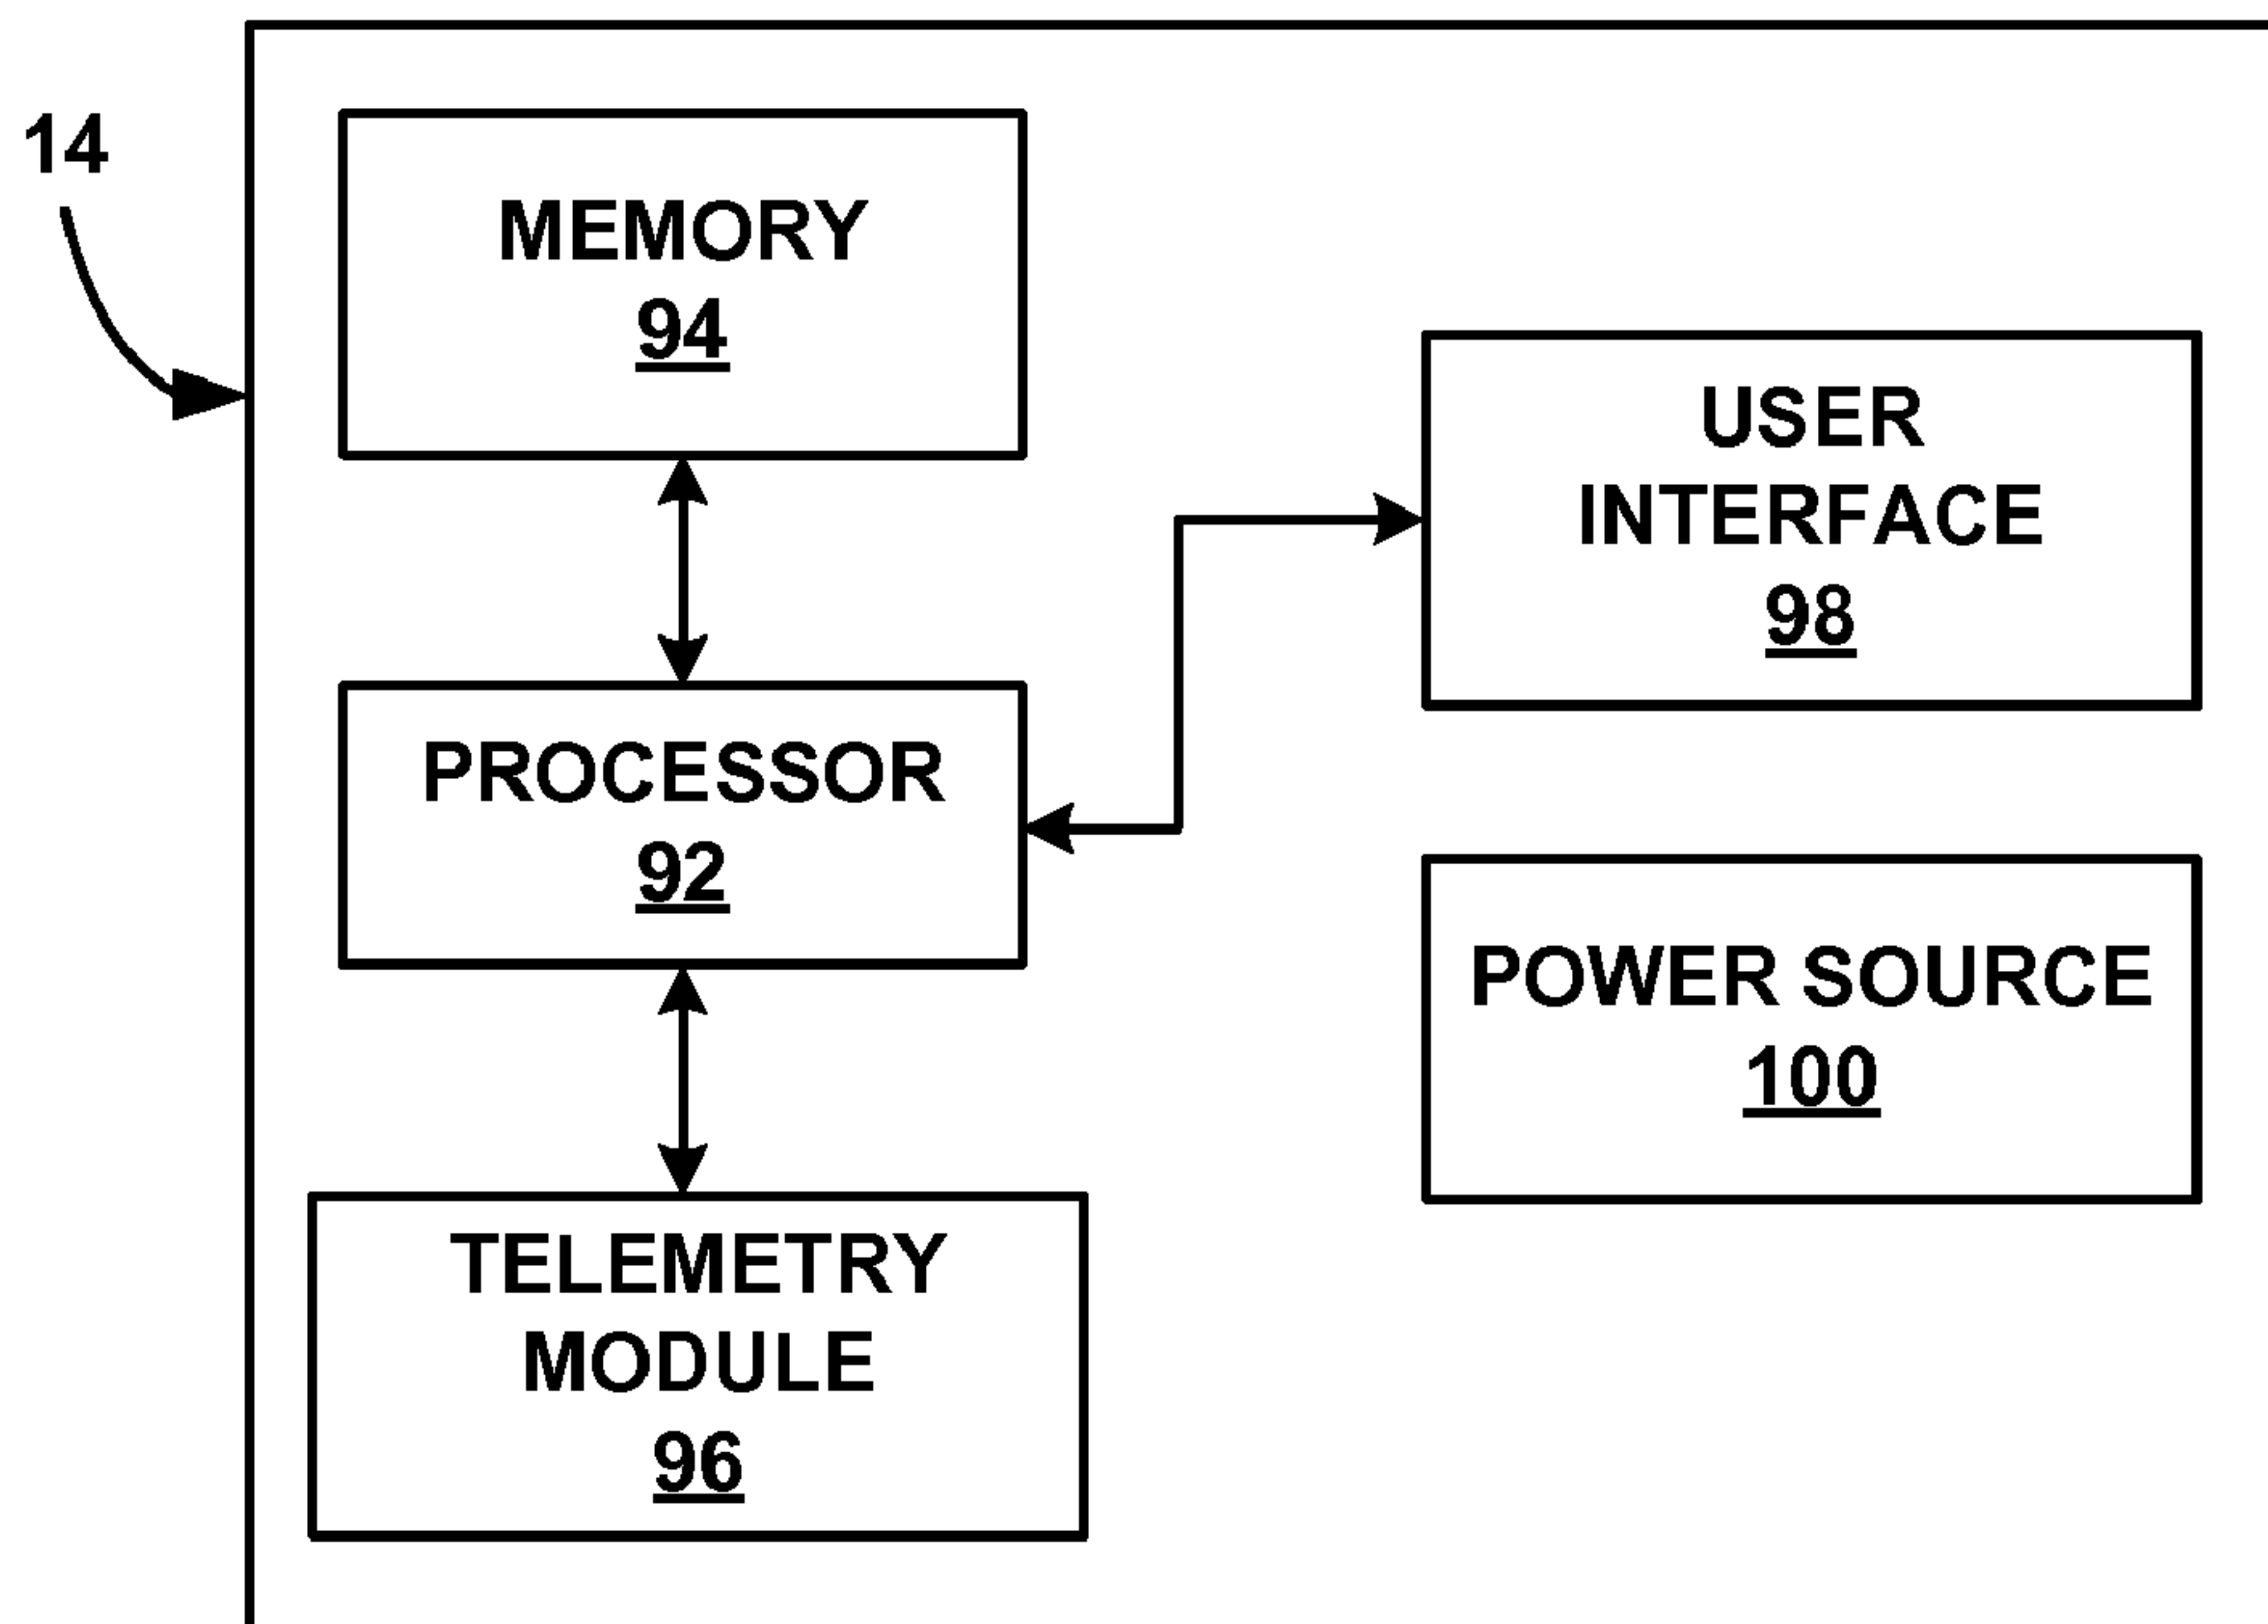 14
MEMORY
94
USER
INTERFACE
98
PROCESSOR
92
POWER SOURCE
100
TELEMETRY
MODULE
96